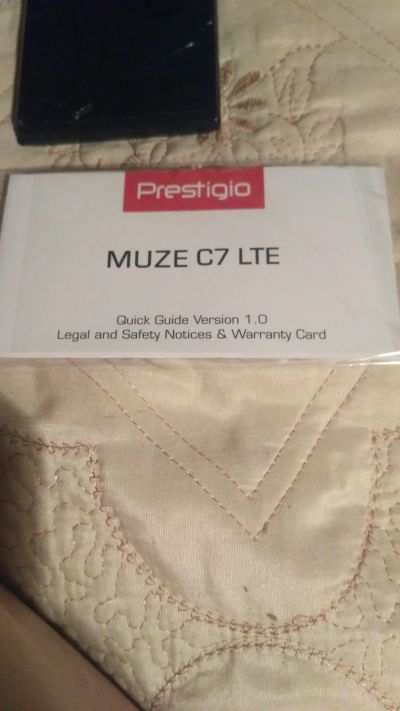 Prestigio
MUZE C7 LTE
Quick Guide Version 1.0
Legal and Safety Notices & Warranty Card